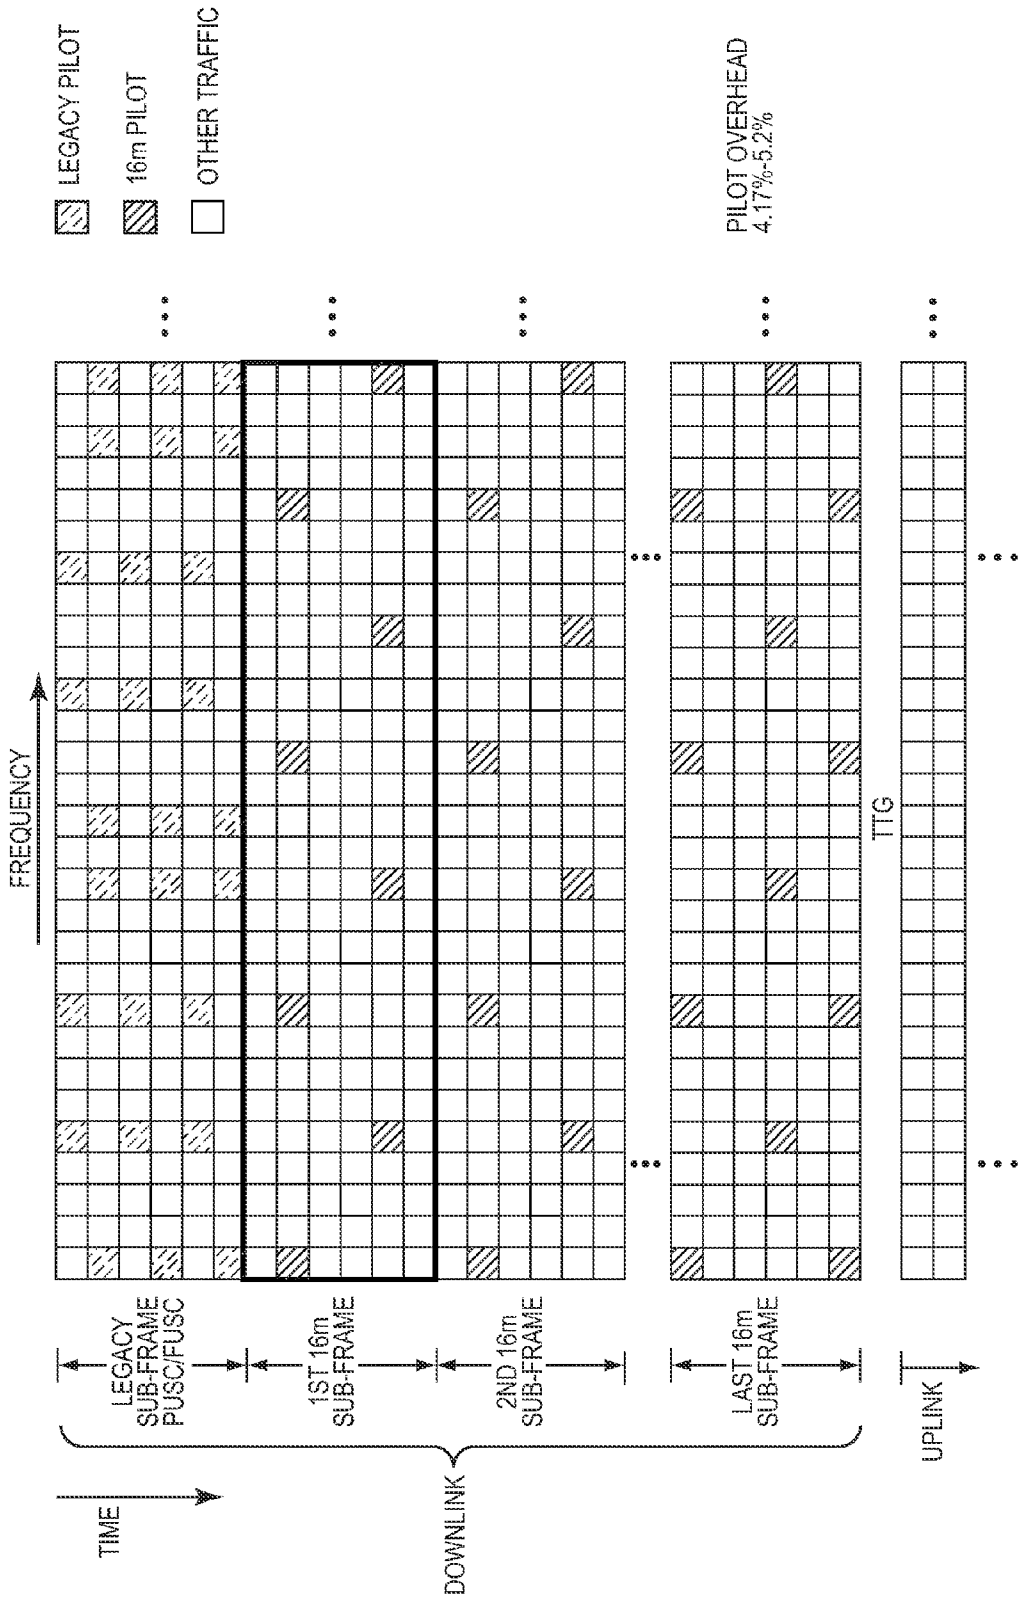 LEGACY PILOT
16m PILOT
OTHER TRAFFIC
FREQUENCY
TIME
LEGACY
SUB-FRAME
PUSC/FUSC
1ST 16m
SUB-FRAME
2ND 16m
SUB-FRAME
LAST 16m
SUB-FRAME
DOWNLINK
UPLINK
TTG
PILOT OVERHEAD
4.17%-5.2%